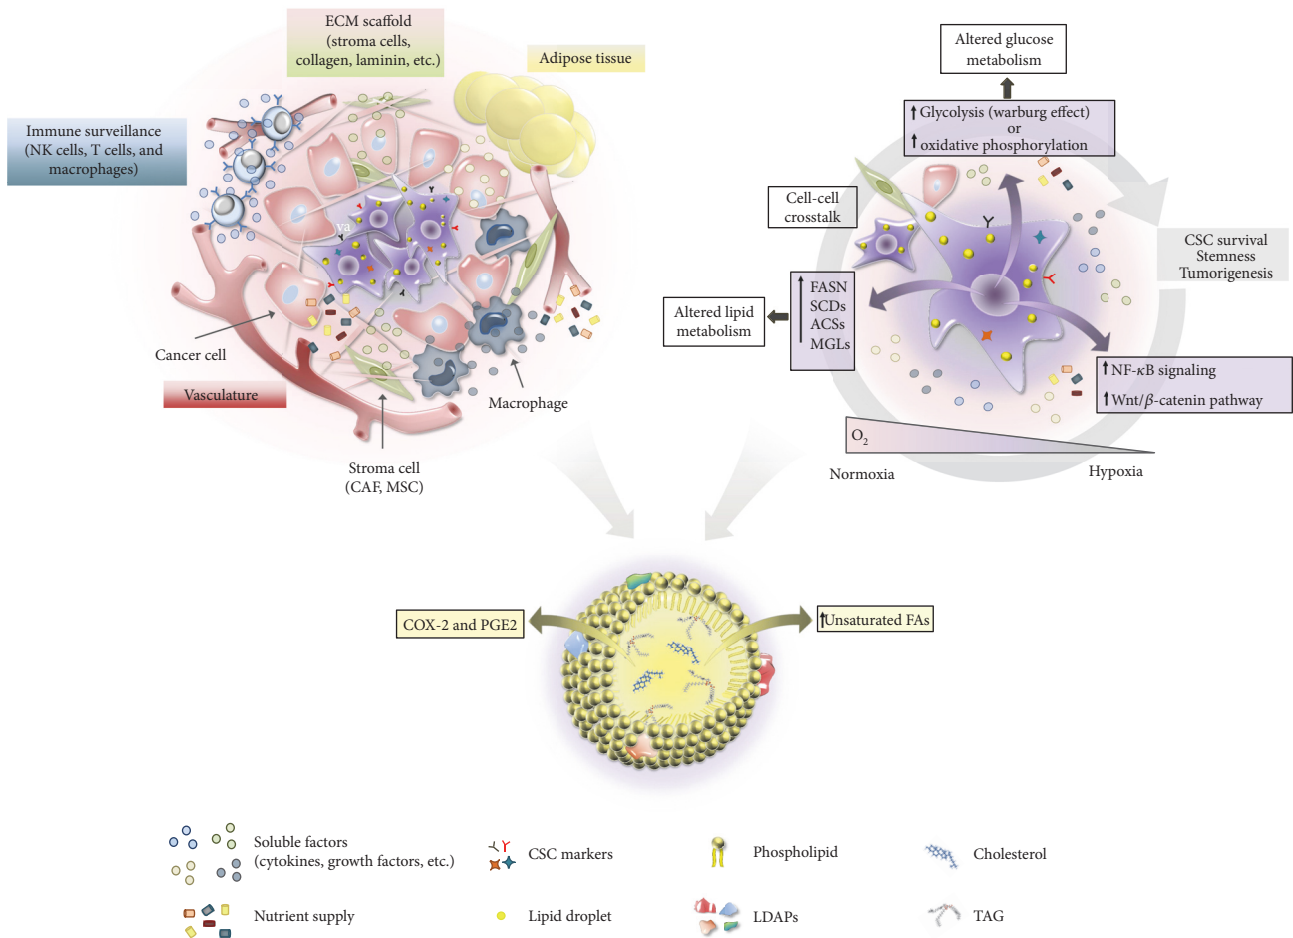 ECM scaffold
(stroma cells,
collagen, laminin, etc.)
Adipose tissue
Immune surveillance
(NK cells, T cells, and
macrophages)
va
Cancer cell
Vasculature
Macrophage
Stroma cell
(CAF, MSC)
Altered glucose
metabolism
Glycolysis (warburg effect)
or
oxidative phosphorylation
Cell-cell
crosstalk
CSC survival
Stemness
Tumorigenesis
Altered lipid
metabolism
FASN
SCDs
ACSs
MGLs
NF-κB signaling
Wnt/β-catenin pathway
O₂
Normoxia
Hypoxia
COX-2 and PGE2
Unsaturated FAs
Soluble factors
(cytokines, growth factors, etc.)
CSC markers
Phospholipid
Cholesterol
Nutrient supply
Lipid droplet
LDAPs
TAG